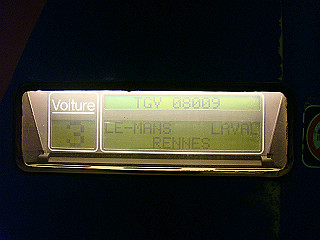 Voiture
3
TGV 08009
LE-MANS LAVAL
RENNES